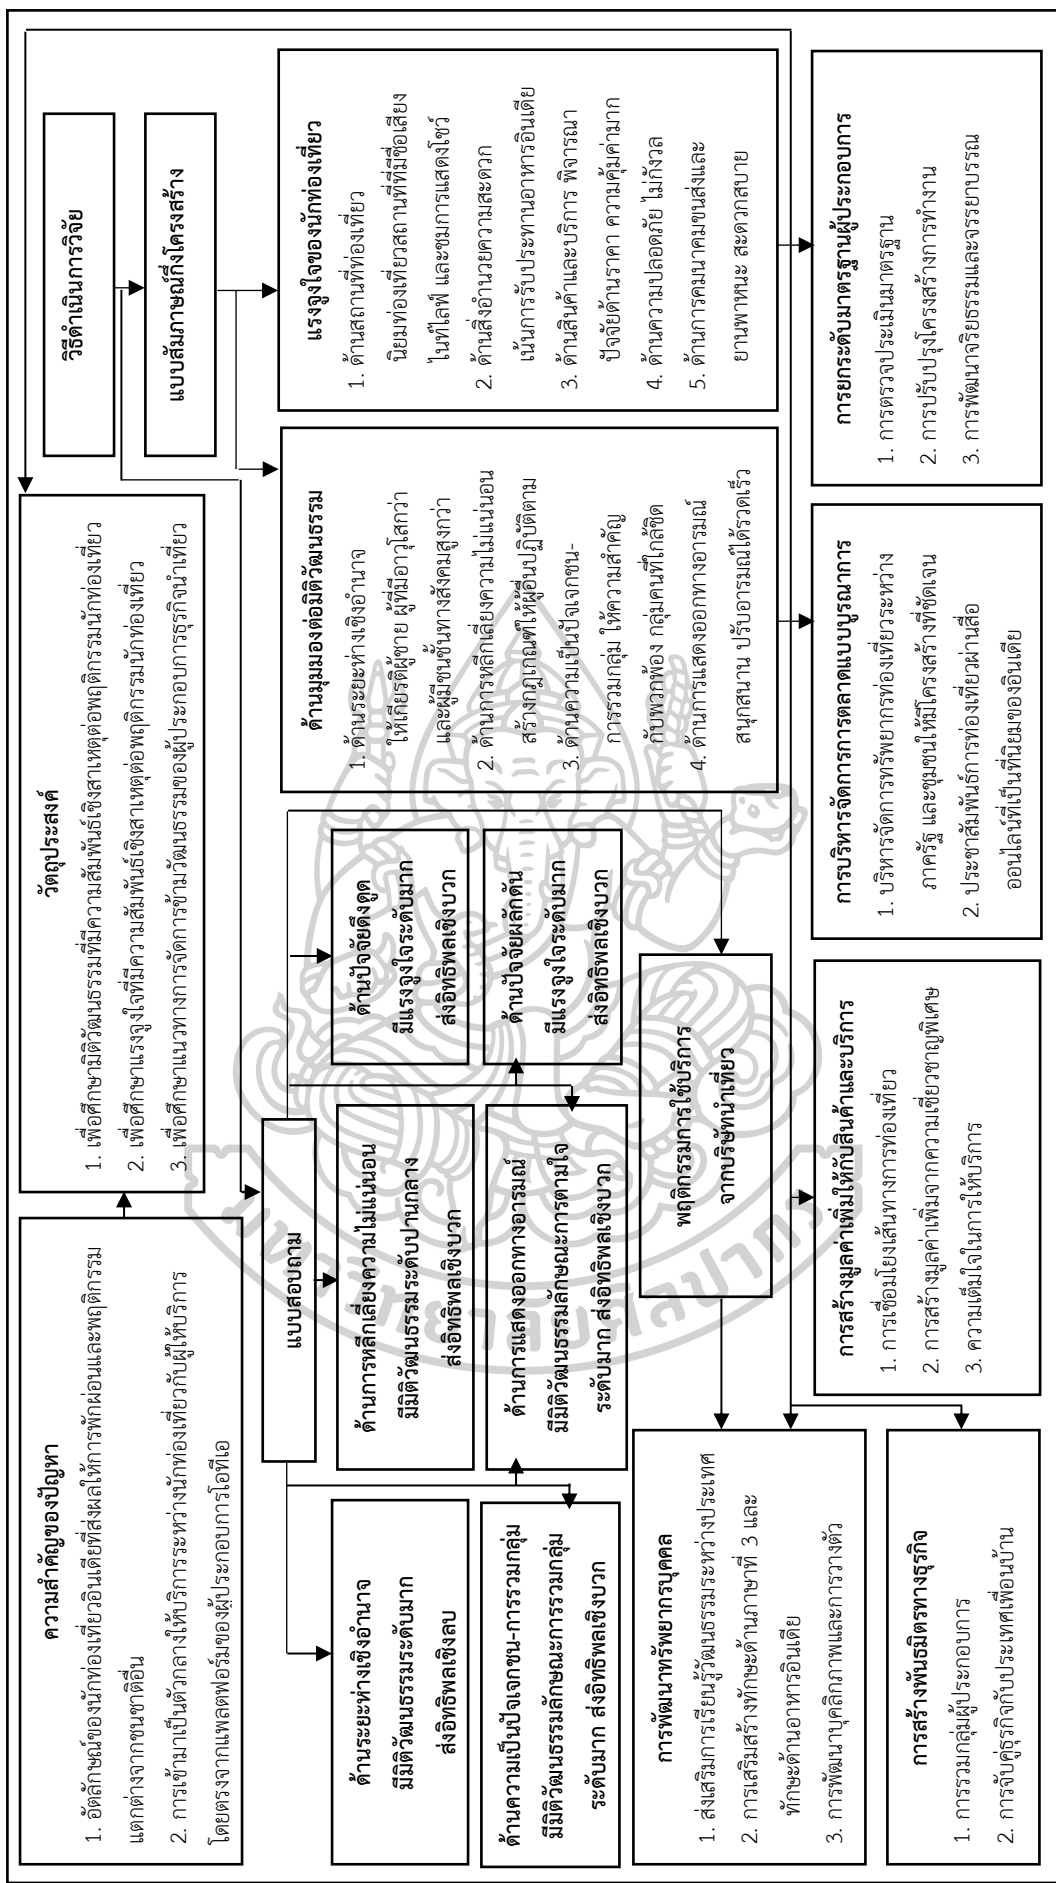 ความสำคัญของปัญหา
1. อัตลักษณ์ของนักท่องเที่ยวอินเดียที่ส่งผลให้การพักผ่อนและพฤติกรรม
แตกต่างจากชนชาติอื่น
2. การเข้ามาเป็นตัวกลางให้บริการระหว่างนักท่องเที่ยวกับผู้ให้บริการ
โดยตรงจากแพลตฟอร์มของผู้ประกอบการโอทีเอ
วัตถุประสงค์
1. เพื่อศึกษามิติวัฒนธรรมที่มีความสัมพันธ์เชิงสาเหตุต่อพฤติกรรมนักท่องเที่ยว
2. เพื่อศึกษาแรงจูงใจที่มีความสัมพันธ์เชิงสาเหตุต่อพฤติกรรมนักท่องเที่ยว
3. เพื่อศึกษาแนวทางการจัดการข้ามวัฒนธรรมของผู้ประกอบการธุรกิจนำเที่ยว
วิธีดำเนินการวิจัย
แบบสัมภาษณ์กึ่งโครงสร้าง
แบบสอบถาม
ด้านระยะห่างเชิงอำนาจ
มีมิติวัฒนธรรมระดับมาก
ส่งอิทธิพลเชิงลบ
ด้านการหลีกเลี่ยงความไม่แน่นอน
มีมิติวัฒนธรรมระดับปานกลาง
ส่งอิทธิพลเชิงบวก
ด้านปัจจัยดึงดูด
มีแรงจูงใจระดับมาก
ส่งอิทธิพลเชิงบวก
ด้านความเป็นปัจเจกชน-การรวมกลุ่ม
มีมิติวัฒนธรรมลักษณะการรวมกลุ่ม
ระดับมาก ส่งอิทธิพลเชิงบวก
ด้านการแสดงออกทางอารมณ์
มีมิติวัฒนธรรมลักษณะการตามใจ
ระดับมาก ส่งอิทธิพลเชิงบวก
ด้านปัจจัยผลักดัน
มีแรงจูงใจระดับมาก
ส่งอิทธิพลเชิงบวก
ด้านมุมมองต่อมิติวัฒนธรรม
1.ด้านระยะห่างเชิงอำนาจ
ให้เกียรติผู้ชาย ผู้ที่มีอาวุโสกว่า
และผู้มีชนชั้นทางสังคมสูงกว่า
2. ด้านการหลีกเลี่ยงความไม่แน่นอน
สร้างกฎเกณฑ์ให้ผู้อื่นปฏิบัติตาม
3. ด้านความเป็นปัจเจกชน-
การรวมกลุ่ม ให้ความสำคัญ
กับพวกพ้อง กลุ่มคนที่ใกล้ชิด
4. ด้านการแสดงออกทางอารมณ์
สนุกสนาน ปรับอารมณ์ได้รวดเร็ว
แรงจูงใจของนักท่องเที่ยว
1. ด้านสถานที่ท่องเที่ยว
นิยมท่องเที่ยวสถานที่ที่มีชื่อเสียง
ไนท์ไลฟ์ และชมการแสดงโชว์
2. ด้านสิ่งอำนวยความสะดวก
เน้นการรับประทานอาหารอินเดีย
3. ด้านสินค้าและบริการ พิจารณา
ปัจจัยด้านราคา ความคุ้มค่ามาก
4. ด้านความปลอดภัย ไม่กังวล
5. ด้านการคมนาคมขนส่งและ
ยานพาหนะ สะดวกสบาย
พฤติกรรมการใช้บริการ
จากบริษัทนำเที่ยว
การพัฒนาทรัพยากรบุคคล
1. ส่งเสริมการเรียนรู้วัฒนธรรมระหว่างประเทศ
2. การเสริมสร้างทักษะด้านภาษาที่ 3 และ
ทักษะด้านอาหารอินเดีย
3. การพัฒนาบุคลิกภาพและการวางตัว
การสร้างมูลค่าเพิ่มให้กับสินค้าและบริการ
1. การเชื่อมโยงเส้นทางการท่องเที่ยว
2. การสร้างมูลค่าเพิ่มจากความเชี่ยวชาญพิเศษ
3. ความเต็มใจในการให้บริการ
การบริหารจัดการการตลาดแบบบูรณาการ
1. บริหารจัดการทรัพยากรท่องเที่ยวระหว่าง
ภาครัฐ และชุมชนให้มีโครงสร้างที่ชัดเจน
2. ประชาสัมพันธ์การท่องเที่ยวผ่านสื่อ
ออนไลน์ที่เป็นที่นิยมของอินเดีย
การยกระดับมาตรฐานผู้ประกอบการ
1. การตรวจประเมินมาตรฐาน
2. การปรับปรุงโครงสร้างการทำงาน
3. การพัฒนาจริยธรรมและจรรยาบรรณ
การสร้างพันธมิตรทางธุรกิจ
1. การรวมกลุ่มผู้ประกอบการ
2. การจับคู่ธุรกิจกับประเทศเพื่อนบ้าน
มหาวิทยาลัยศิลปากร